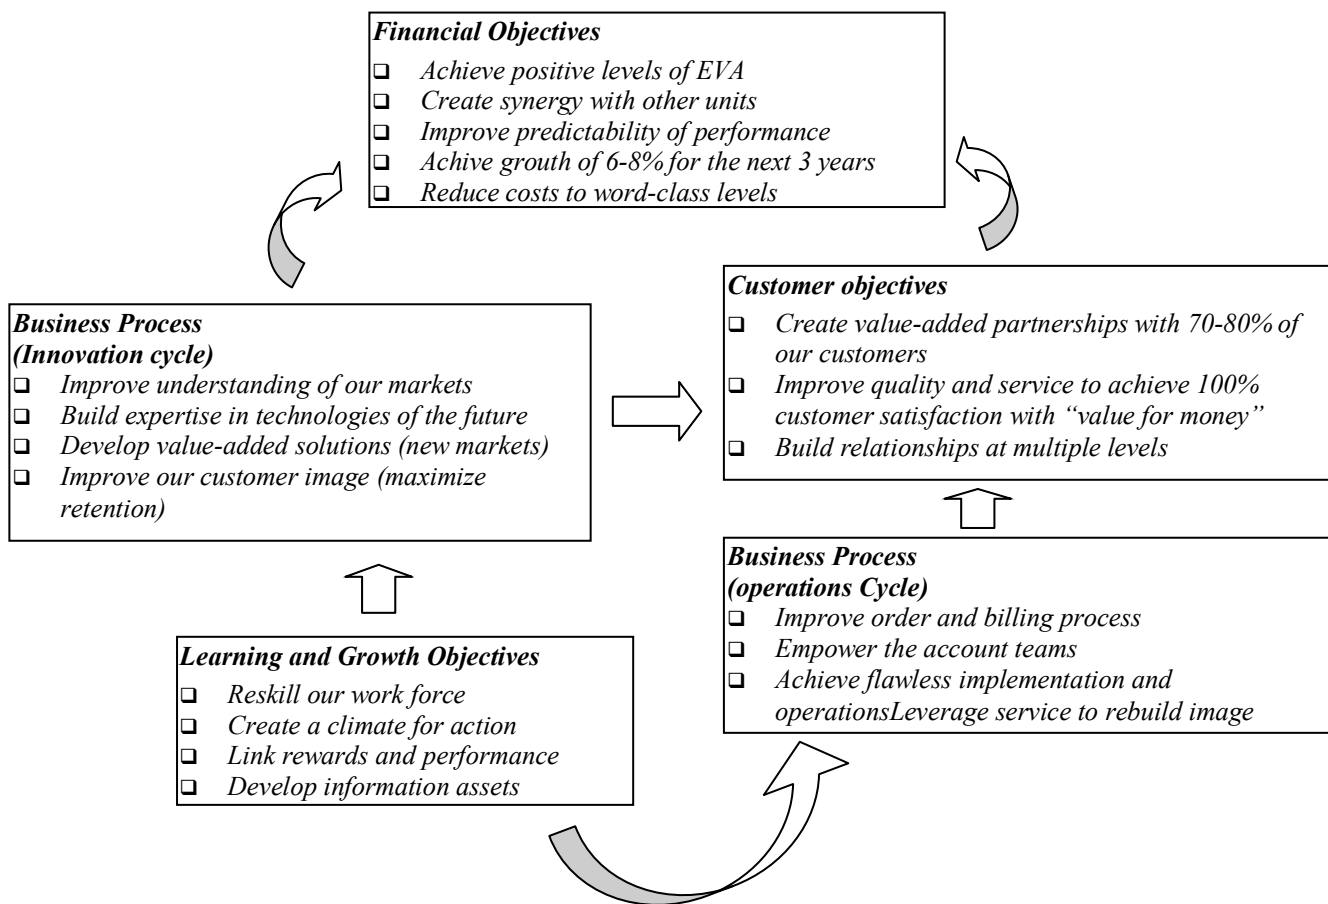 Financial Objectives
❑ Achieve positive levels of EVA
❑ Create synergy with other units
❑ Improve predictability of performance
❑ Achive growth of 6-8% for the next 3 years
❑ Reduce costs to word-class levels
Business Process
(Innovation cycle)
❑ Improve understanding of our markets
❑ Build expertise in technologies of the future
❑ Develop value-added solutions (new markets)
❑ Improve our customer image (maximize
retention)
Customer objectives
❑ Create value-added partnerships with 70-80% of
our customers
❑ Improve quality and service to achieve 100%
customer satisfaction with “value for money”
❑ Build relationships at multiple levels
Business Process
(operations Cycle)
❑ Improve order and billing process
❑ Empower the account teams
❑ Achieve flawless implementation and
operationsLeverage service to rebuild image
Learning and Growth Objectives
❑ Reskill our work force
❑ Create a climate for action
❑ Link rewards and performance
❑ Develop information assets